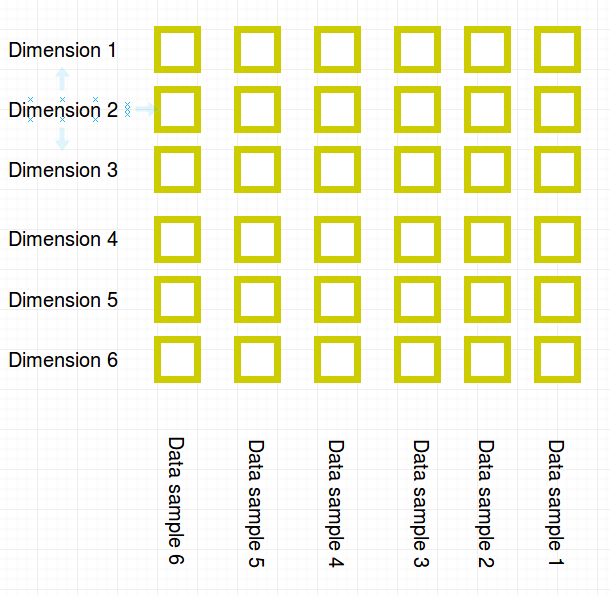 Dimension 1
Dimension 2
Dimension 3
Dimension 4
Dimension 5
Dimension 6
Data sample 6
Data sample 5
Data sample 4
Data sample 3
Data sample 2
Data sample 1